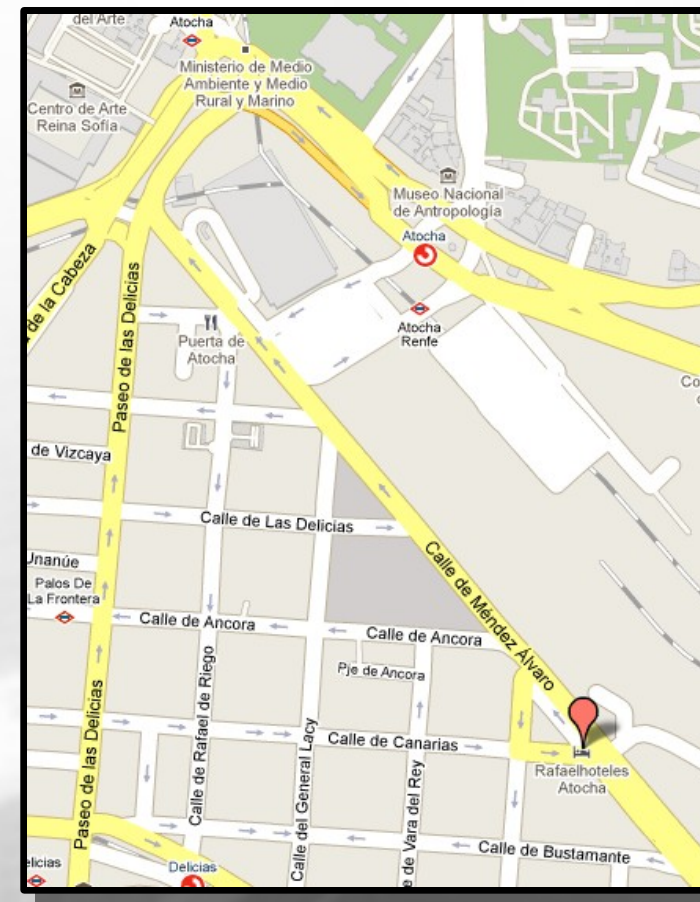 del Arte
Atocha
Ministerio de Medio
Ambiente y Medio
Rural y Marino
Centro de Arte
Reina Sofía
Museo Nacional
de Antropología
Atocha
de la Cabeza
Paseo de las Delicias
Atocha
Renfe
Puerta de
Atocha
Co
de Vizcaya
Calle de Las Delicias
Calle de Méndez Álvaro
Unanúe
Palos De
La Frontera
Calle de Ancora
Calle de Ancora
Pje de Ancora
Calle de Rafael de Riego
Paseo de las Delicias
Calle del General Lacy
Calle de Canarias
e de Vara del Rey
Rafaelhoteles
Atocha
Calle de Bustamante
elicias
Delicias